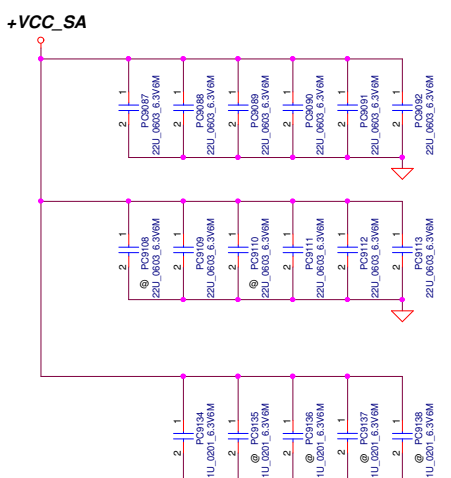 +VCC_SA
1
2
PC9087
22U_0603_6.3V6M
1
2
PC9088
22U_0603_6.3V6M
1
2
PC9089
22U_0603_6.3V6M
1
2
PC9090
22U_0603_6.3V6M
1
2
PC9091
22U_0603_6.3V6M
1
2
PC9092
22U_0603_6.3V6M
1
2
@
PC9108
22U_0603_6.3V6M
1
2
PC9109
22U_0603_6.3V6M
1
2
@
PC9110
22U_0603_6.3V6M
1
2
PC9111
22U_0603_6.3V6M
1
2
PC9112
22U_0603_6.3V6M
1
2
PC9113
22U_0603_6.3V6M
1
2
PC9134
1U_0201_6.3V6M
1
2
@
PC9135
1U_0201_6.3V6M
1
2
PC9136
1U_0201_6.3V6M
1
2
@
PC9137
1U_0201_6.3V6M
1
2
@
PC9138
1U_0201_6.3V6M